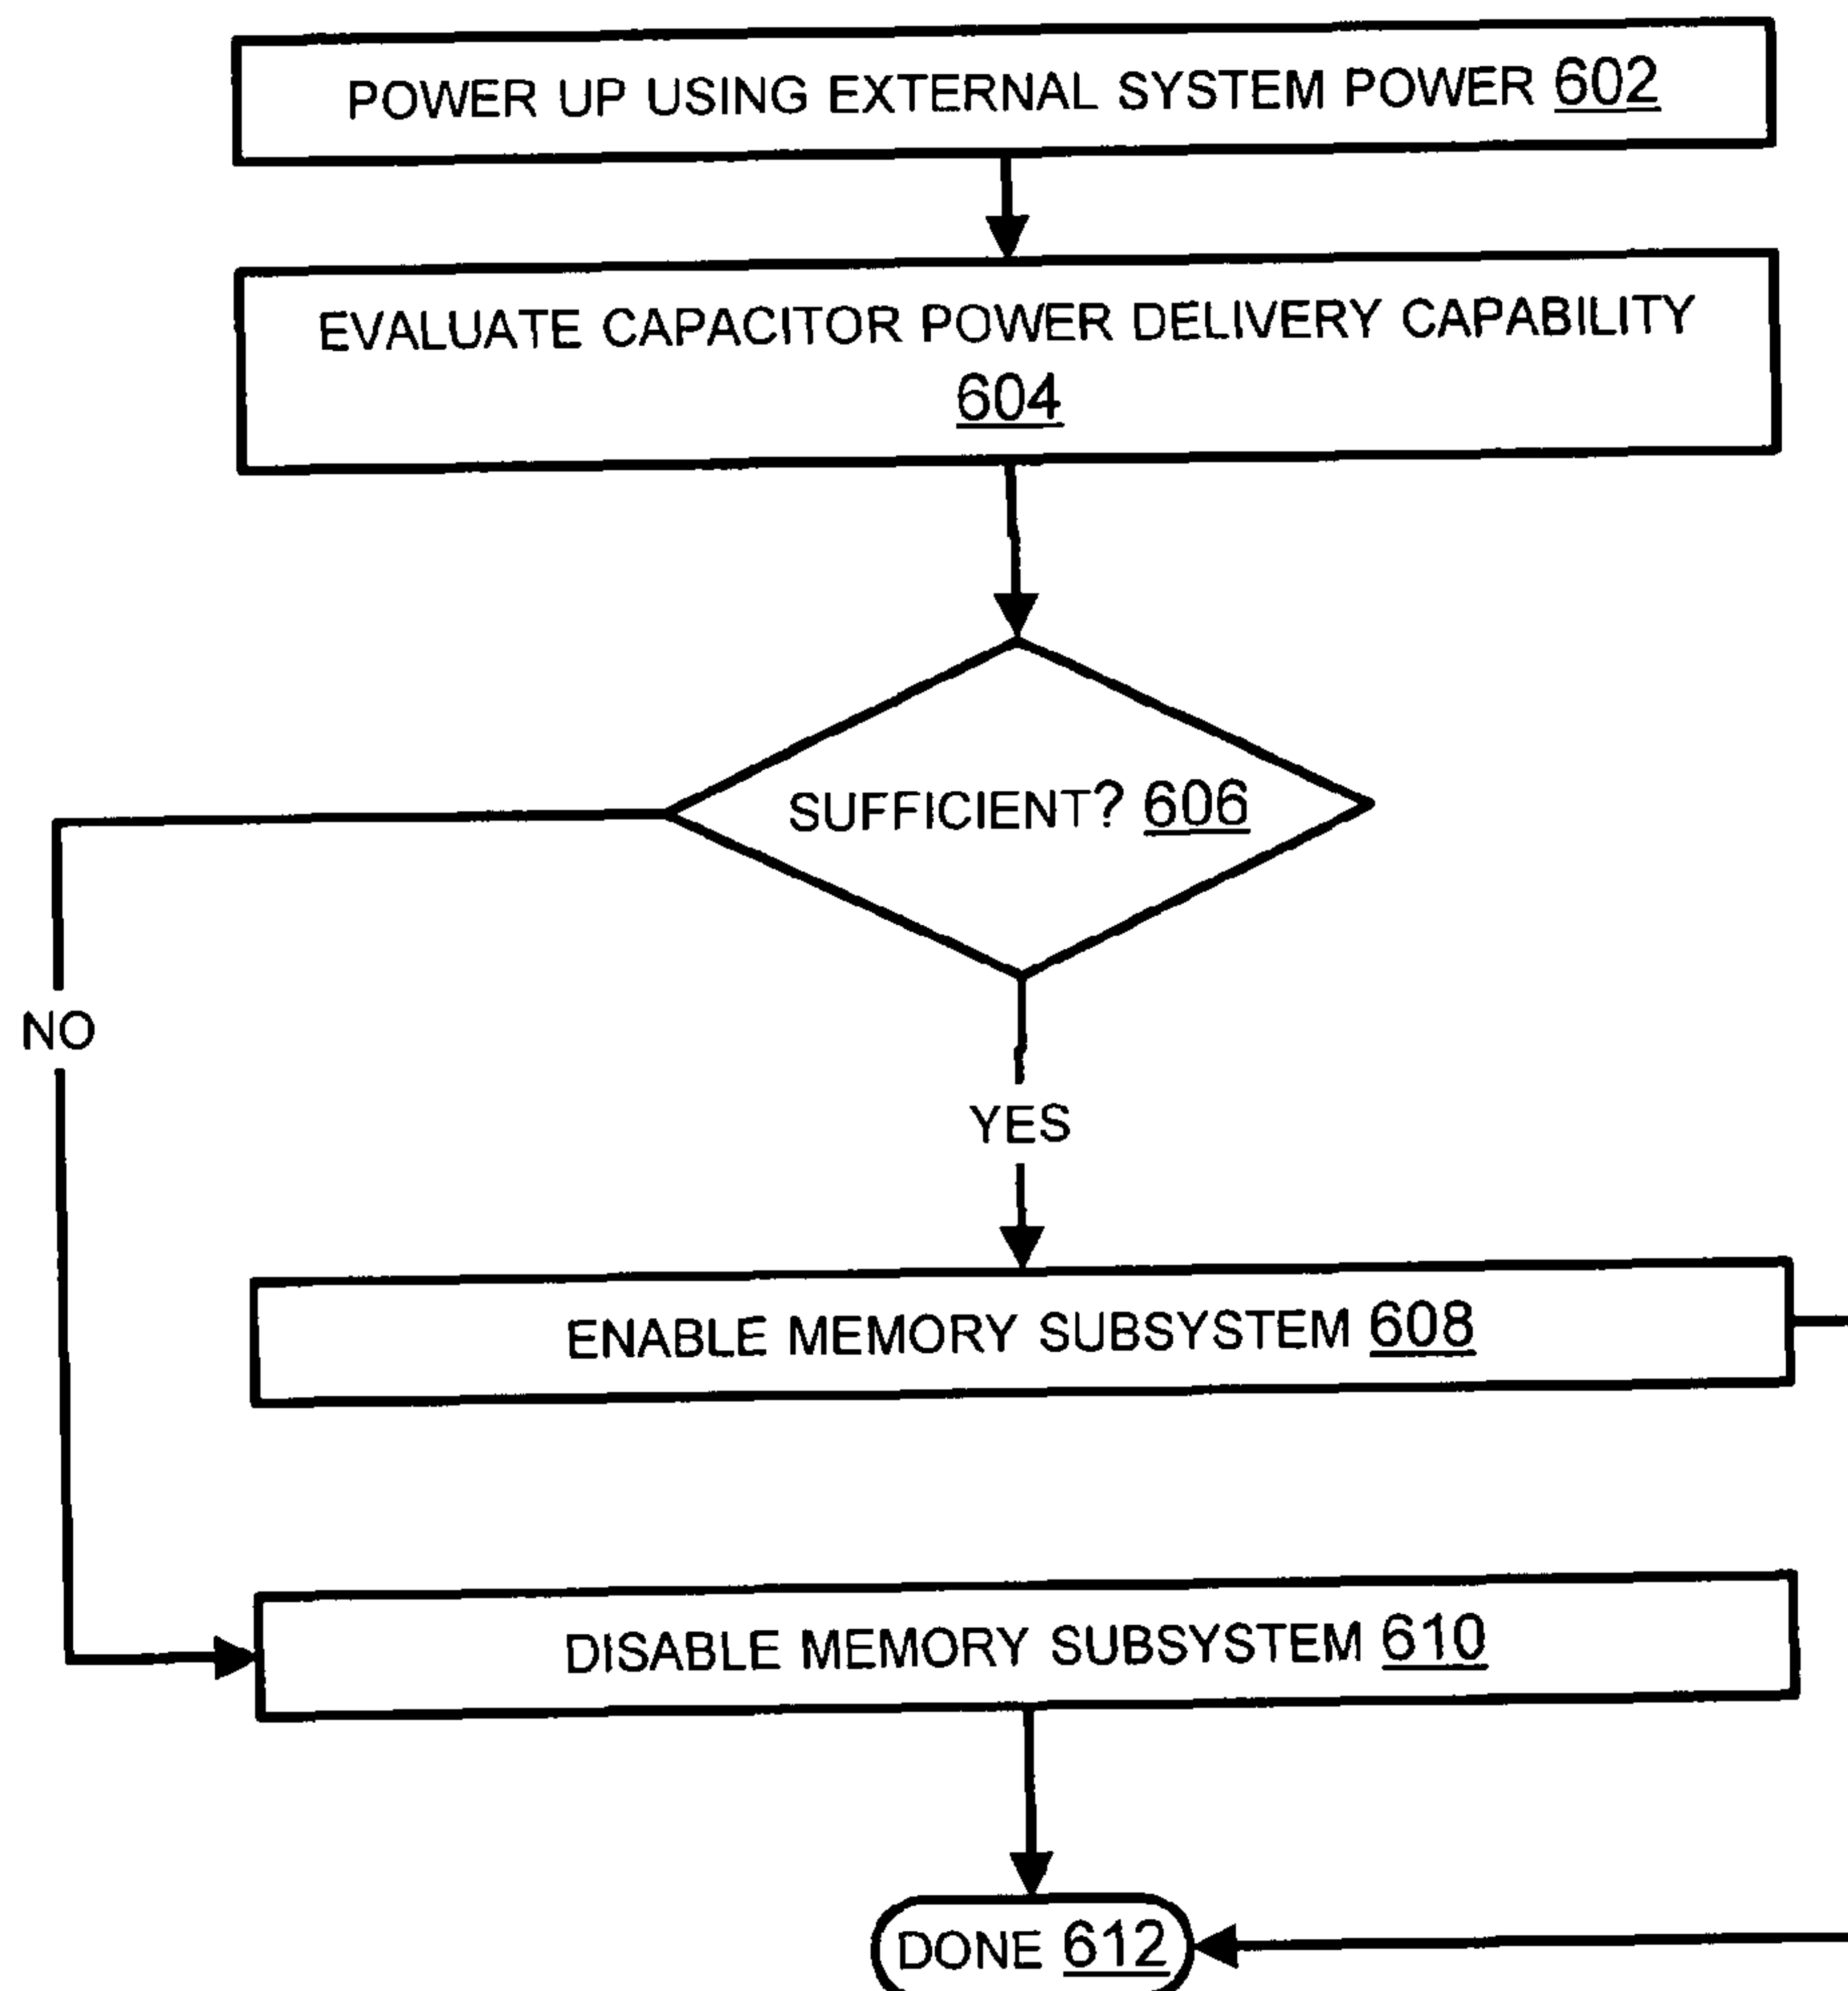 POWER UP USING EXTERNAL SYSTEM POWER 602
EVALUATE CAPACITOR POWER DELIVERY CAPABILITY
604
SUFFICIENT? 606
NO
YES
ENABLE MEMORY SUBSYSTEM 608
DISABLE MEMORY SUBSYSTEM 610
DONE 612